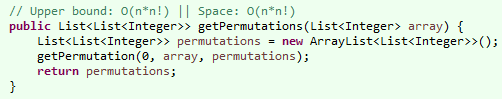 // Upper bound: O(n*n!) || Space: O(n*n!)
public List<List<Integer>> getPermutations(List<Integer> array) {
    List<List<Integer>> permutations = new ArrayList<List<Integer>>();
    getPermutation(0, array, permutations);
    return permutations;
}